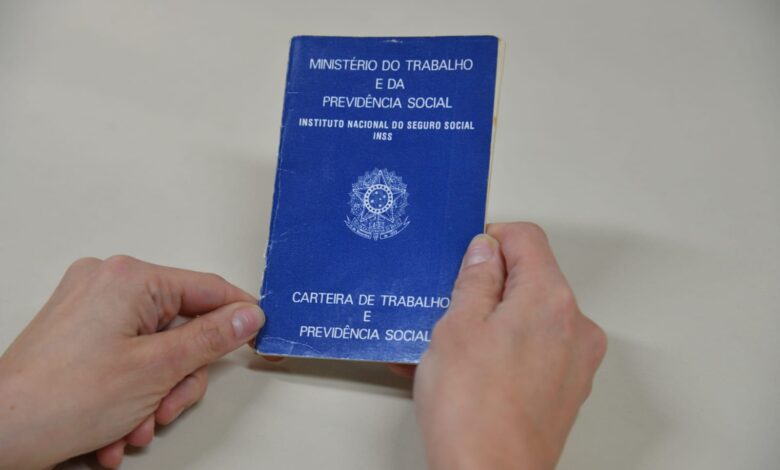 MINISTÉRIO DO TRABALHO
E DA
PREVIDÊNCIA SOCIAL
INSTITUTO NACIONAL DO SEGURO SOCIAL
INSS
CARTEIRA DE TRABALHO
E
PREVIDÊNCIA SOCIAL